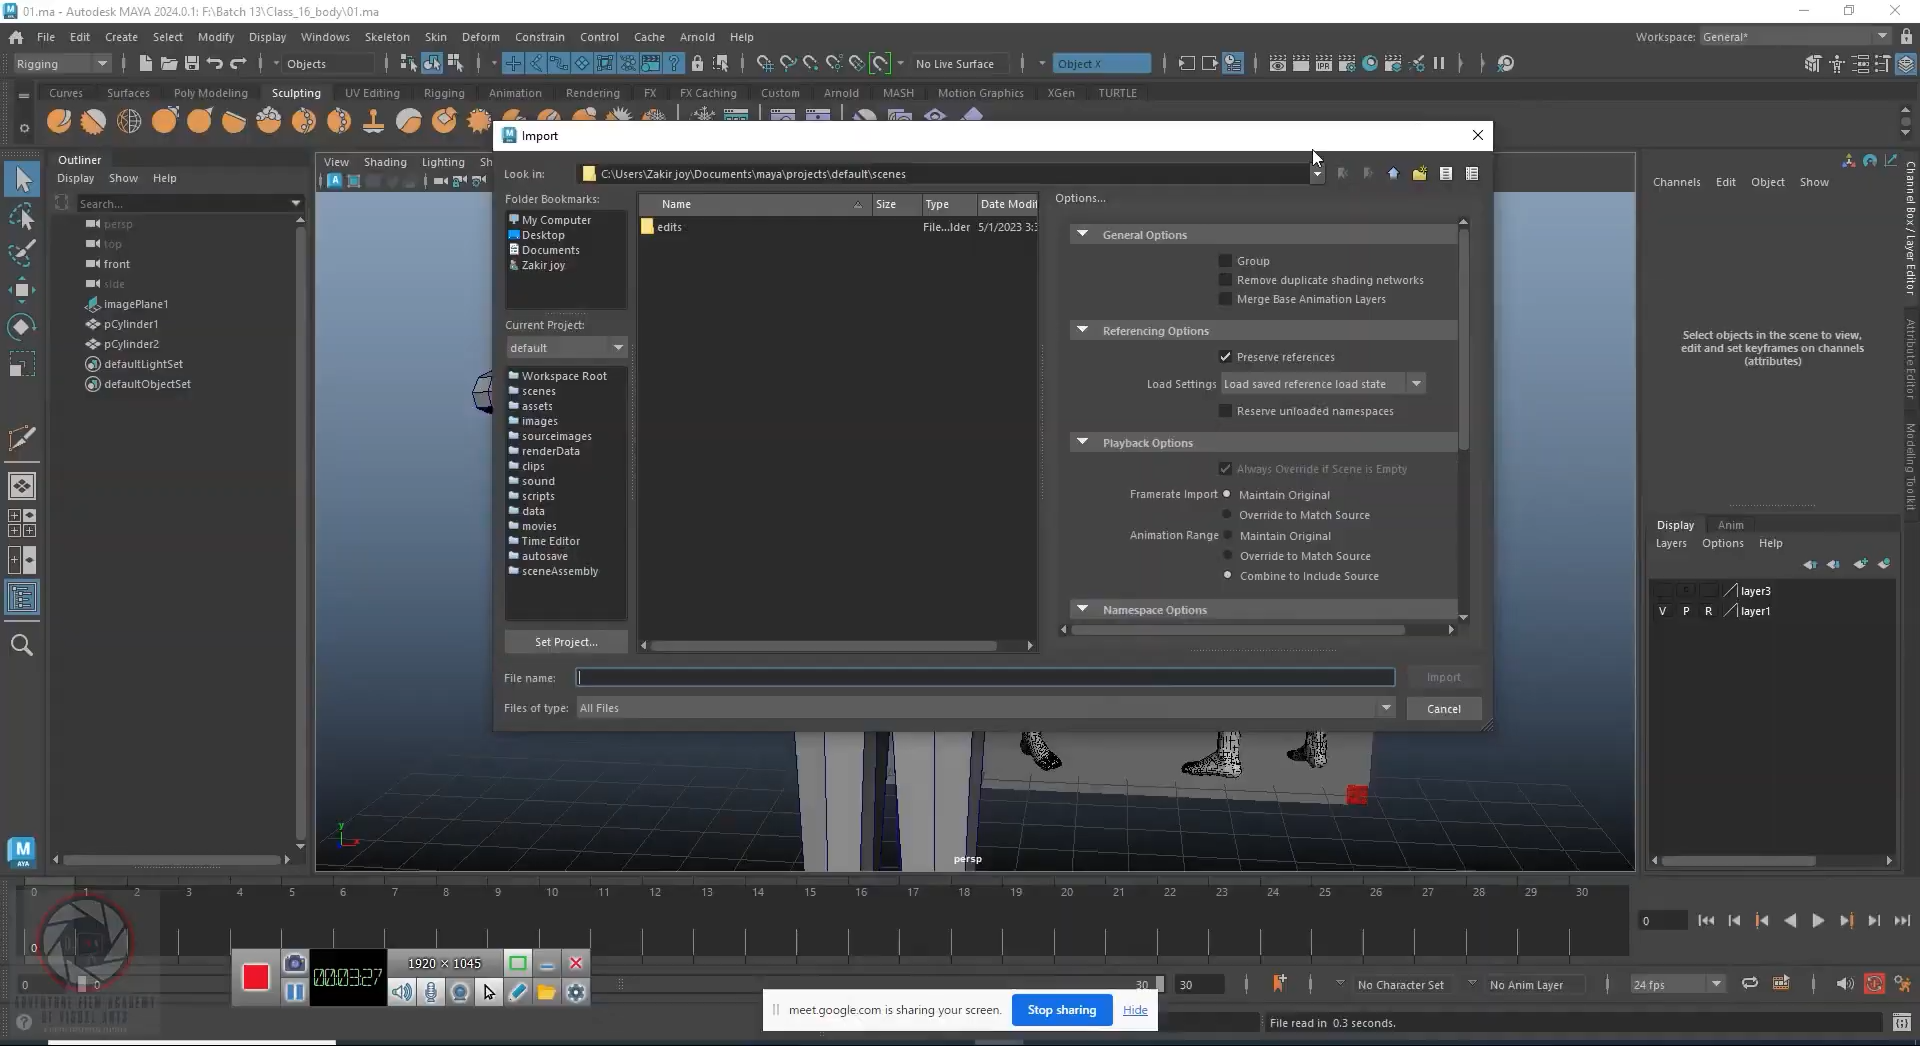 01.ma - Autodesk MAYA 2024.0.1: F:\Batch 13\Class_16_body\01.ma
File Edit Create Select Modify Display Windows Skeleton Skin Deform Constrain Control Cache Arnold Help
Workspace: General*
Rigging Objects No Live Surface Object X
Curves Surfaces Poly Modeling Sculpting UV Editing Rigging Animation Rendering FX FX Caching Custom Arnold MASH Motion Graphics XGen TURTLE
Outliner
Display Show Help
Search...
persp
top
front
side
imagePlane1
pCylinder1
pCylinder2
defaultLightSet
defaultObjectSet
View Shading Lighting
Import
Look in: C:\Users\Zakir joy\Documents\maya\projects\default\scenes
Folder Bookmarks:
My Computer
Desktop
Documents
Zakir joy
Current Project:
default
Workspace Root
scenes
assets
images
sourceimages
renderData
clips
sound
scripts
data
movies
Time Editor
autosave
sceneAssembly
Set Project...
Name Size Type Date Modif
edits File...lder 5/1/2023 3:3
Options...
General Options
Group
Remove duplicate shading networks
Merge Base Animation Layers
Referencing Options
Preserve references
Load Settings Load saved reference load state
Reserve unloaded namespaces
Playback Options
Always Override if Scene is Empty
Framerate Import Maintain Original
Override to Match Source
Animation Range Maintain Original
Override to Match Source
Combine to Include Source
Namespace Options
File name: Import
Files of type: All Files Cancel
persp
Channels Edit Object Show
Select objects in the scene to view,
edit and set keyframes on channels
(attributes)
Channel Box / Layer Editor
Attribute Editor
Modeling Toolkit
Display Anim
Layers Options Help
layer3
V P R layer1
0 1 2 3 4 5 6 7 8 9 10 11 12 13 14 15 16 17 18 19 20 21 22 23 24 25 26 27 28 29 30
0
0
1920 × 1045
00:03:27
0 0 30 30 No Character Set No Anim Layer 24 fps
meet.google.com is sharing your screen. Stop sharing Hide
File read in 0.3 seconds.
M
AYA
ADVENTURE FILM ACADEMY
OF VISUAL ARTS